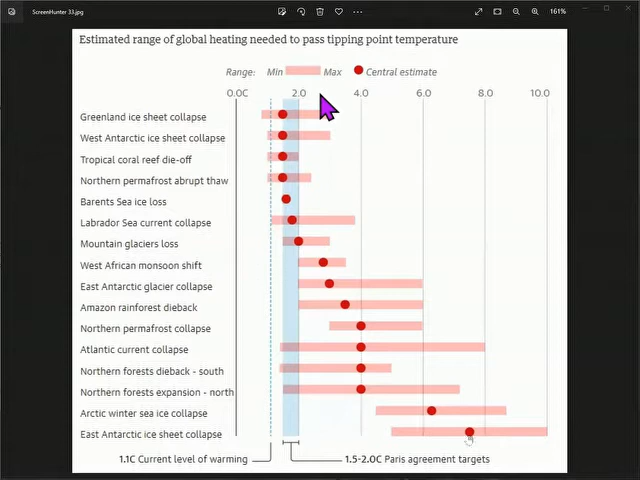 ScreenHunter 33.jpg
161%
Estimated range of global heating needed to pass tipping point temperature
Range: Min Max Central estimate
0.0C 2.0 4.0 6.0 8.0 10.0
Greenland ice sheet collapse
West Antarctic ice sheet collapse
Tropical coral reef die-off
Northern permafrost abrupt thaw
Barents Sea ice loss
Labrador Sea current collapse
Mountain glaciers loss
West African monsoon shift
East Antarctic glacier collapse
Amazon rainforest dieback
Northern permafrost collapse
Atlantic current collapse
Northern forests dieback - south
Northern forests expansion - north
Arctic winter sea ice collapse
East Antarctic ice sheet collapse
1.1C Current level of warming
1.5-2.0C Paris agreement targets